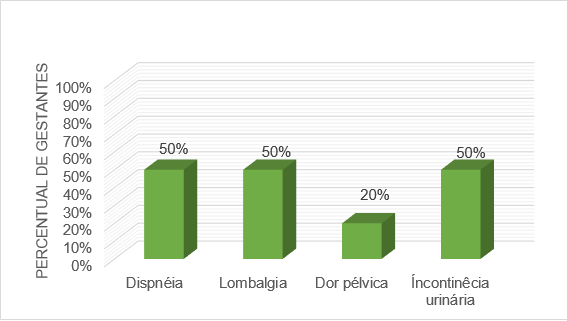 PERCENTUAL DE GESTANTES
100%
90%
80%
70%
60%
50%
40%
30%
20%
10%
0%
50%
50%
20%
50%
Dispnéia
Lombalgia
Dor pélvica
Íncontinêcia
urinária